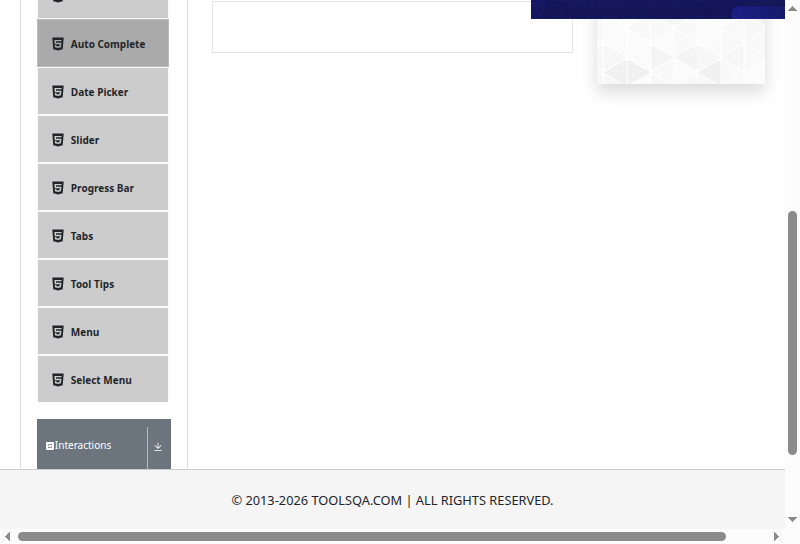 Auto Complete
Date Picker
Slider
Progress Bar
Tabs
Tool Tips
Menu
Select Menu
Interactions
© 2013-2026 TOOLSQA.COM | ALL RIGHTS RESERVED.